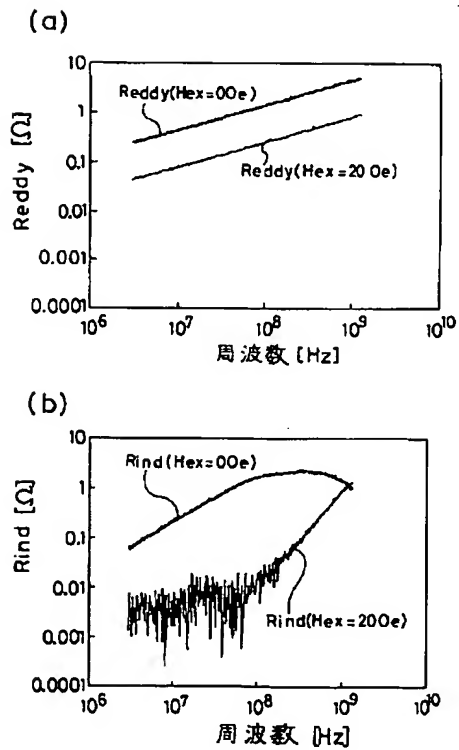 (a)
10
1
0.1
0.01
0.001
0.0001
Reddy [Ω]
Reddy(Hex=0Oe)
Reddy(Hex=20Oe)
10⁶ 10⁷ 10⁸ 10⁹ 10¹⁰
周波数 [Hz]
(b)
10
1
0.1
0.01
0.001
0.0001
Rind [Ω]
Rind(Hex=0Oe)
Rind(Hex=20Oe)
10⁶ 10⁷ 10⁸ 10⁹ 10¹⁰
周波数 [Hz]